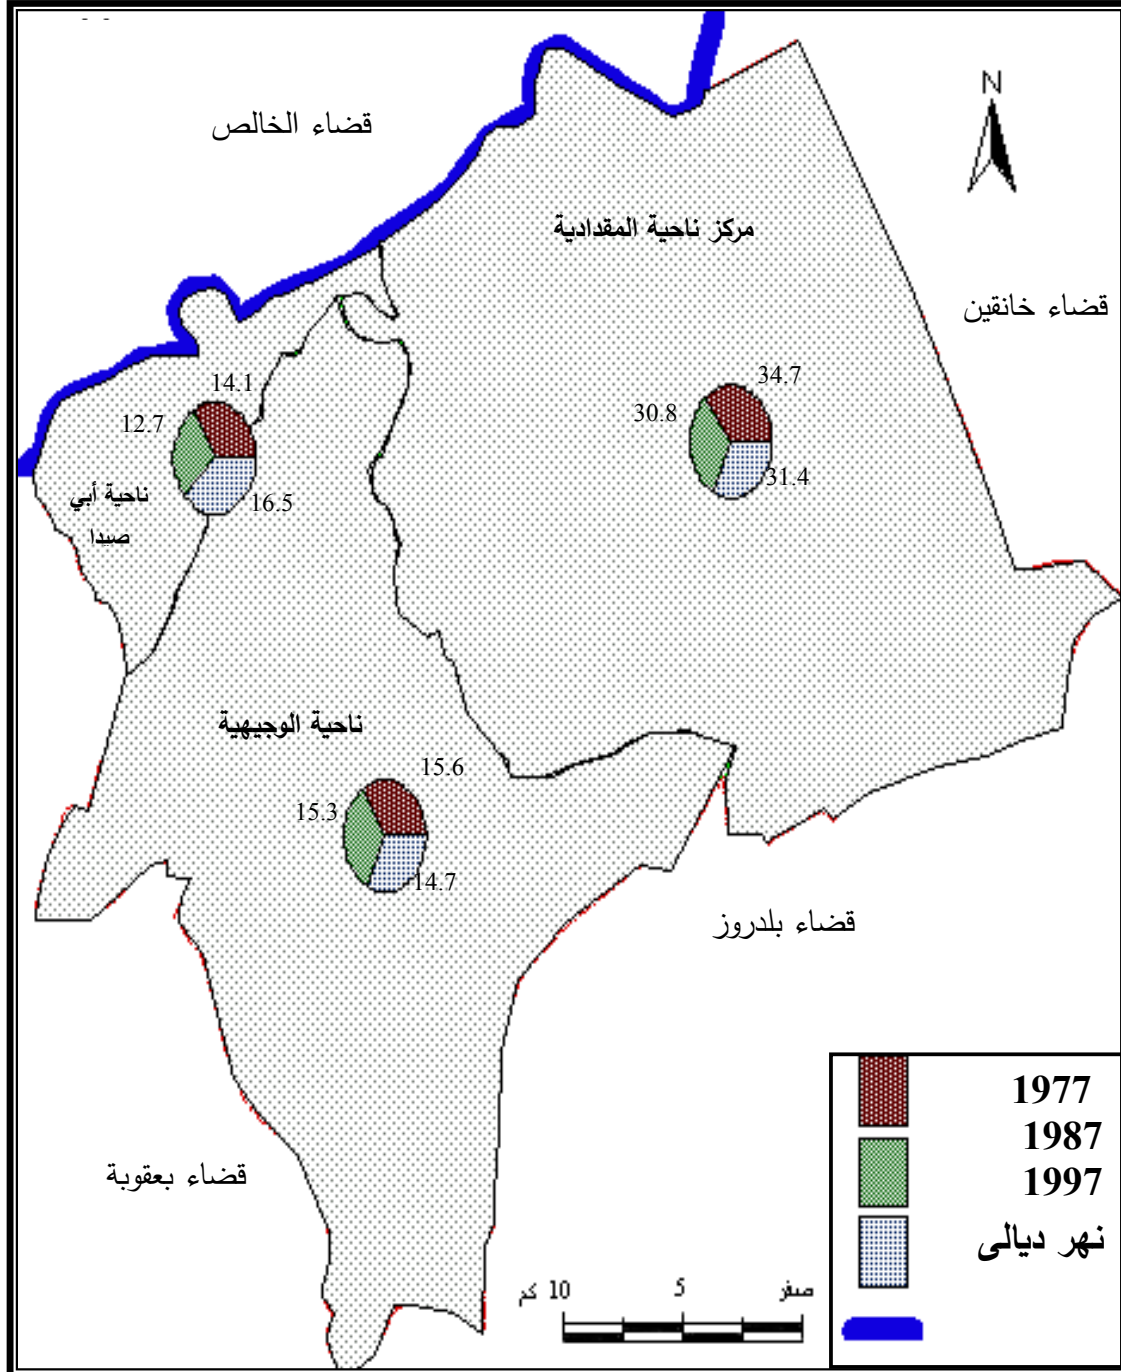 N
قضاء الخالص
مركز ناحية المقدادية
قضاء خانقين
34.7
30.8
31.4
14.1
12.7
16.5
ناحية أبي
صيدا
ناحية الوجيهية
15.6
15.3
14.7
قضاء بلدروز
قضاء بعقوبة
1977
1987
1997
نهر ديالى
صفر 5 10 كم